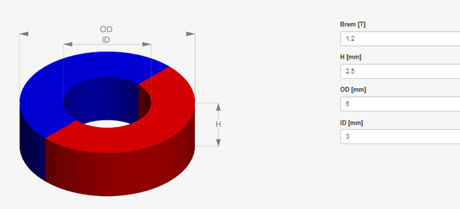 OD
ID
H
Brem [T]
1.2
H [mm]
2.5
OD [mm]
5
ID [mm]
3